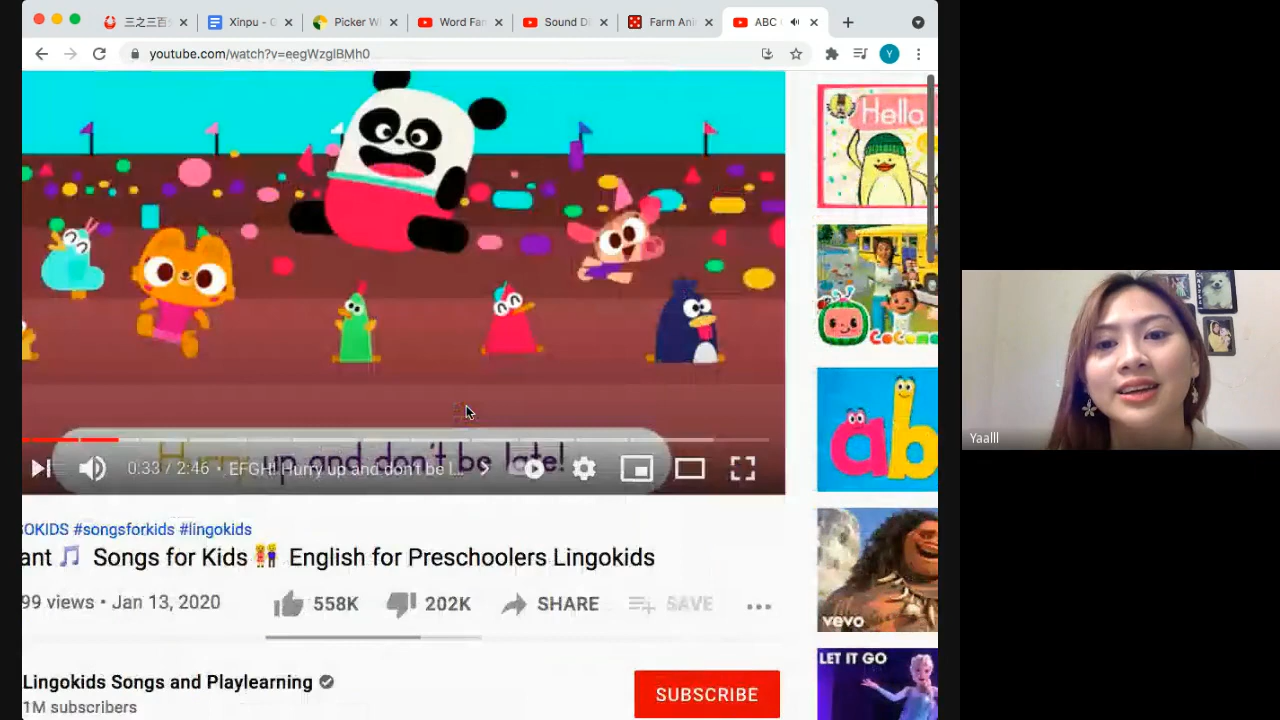 三之三百
Xinpu - G
Picker W
Word Fan
Sound D
Farm Ani
ABC
youtube.com/watch?v=eegWzglBMh0
Y
Hello
up and don't be late!
0:33 / 2:46 • EFGH! Hurry up and don't be l...
ab
vevo
LET IT GO
OKIDS #songsforkids #lingokids
ant 🎵 Songs for Kids 👫 English for Preschoolers Lingokids
99 views • Jan 13, 2020
558K
202K
SHARE
SAVE
Lingokids Songs and Playlearning
1M subscribers
SUBSCRIBE
Yaalll